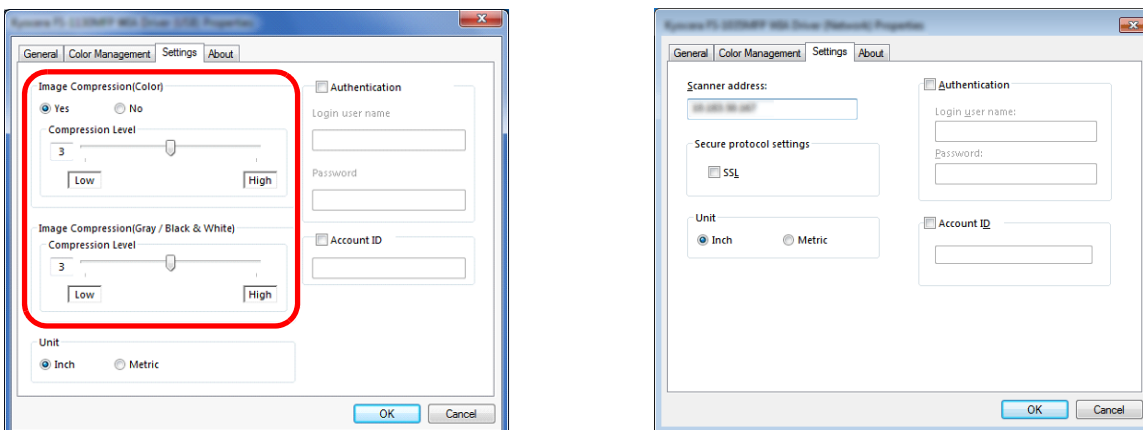 General Color Management Settings About
Image Compression(Color)
Yes No
Compression Level
3
Low High
Image Compression(Gray / Black & White)
Compression Level
3
Low High
Unit
Inch Metric
Authentication
Login user name
Password
Account ID
OK Cancel
General Color Management Settings About
Scanner address:
Secure protocol settings
SSL
Unit
Inch Metric
Authentication
Login user name:
Password:
Account ID
OK Cancel